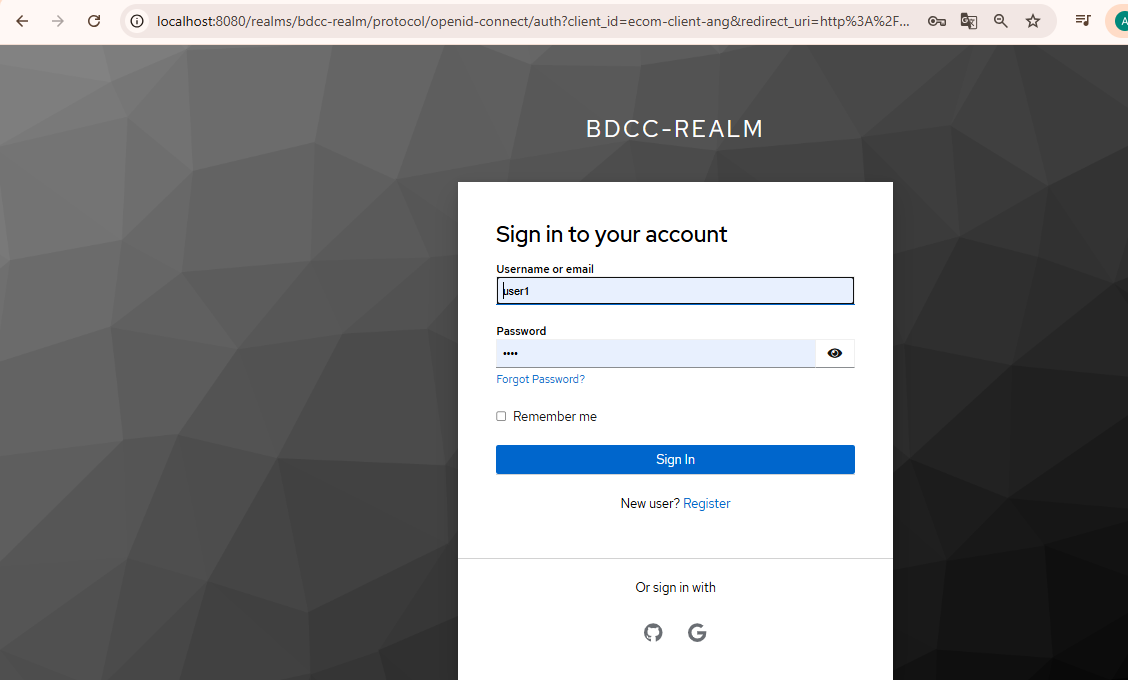 localhost:8080/realms/bdcc-realm/protocol/openid-connect/auth?client_id=ecom-client-ang&redirect_uri=http%3A%2F...
A
BDCC-REALM
Sign in to your account
Username or email
user1
Password
••••
Forgot Password?
Remember me
Sign In
New user? Register
Or sign in with
G